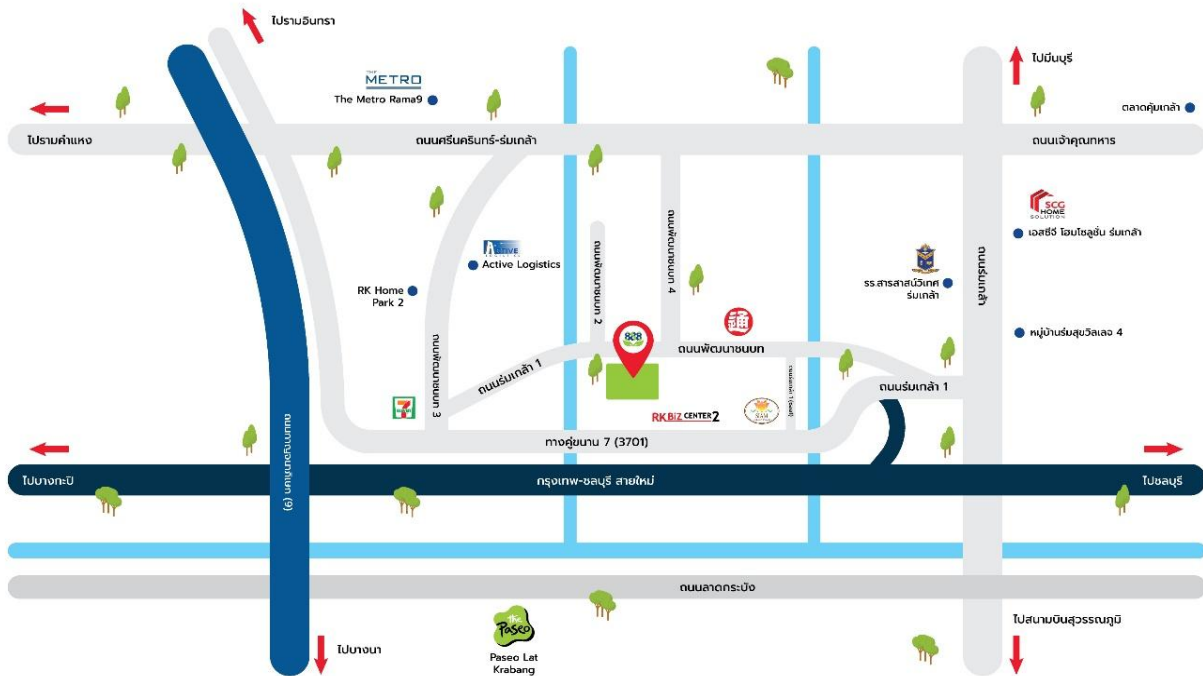 ไปรามอินทรา
ไปมีนบุรี
THE
METRO
The Metro Rama9
ตลาดคุ้มเกล้า
ไปรามคำแหง
ถนนศรีนครินทร์-ร่มเกล้า
ถนนเจ้าคุณทหาร
SCG
HOME
SOLUTION
เอสซีจี โฮมโซลูชั่น ร่มเกล้า
Active Logistics
RK Home
Park 2
ถนนพัฒนาชนบท 2
ถนนพัฒนาชนบท 4
รร.สารสาสน์วิเทศ
ร่มเกล้า
ถนนร่มเกล้า
หมู่บ้านร่มสุขวิลเลจ 4
828
通
ถนนพัฒนาชนบท
ถนนร่มเกล้า 1
ถนนพัฒนาชนบท 3
ถนนร่มเกล้า 1
7
RK BiZ CENTER 2
SIAM
ทางคู่ขนาน 7 (3701)
ไปบางกะปิ
ถนนกาญจนาภิเษก (9)
กรุงเทพ-ชลบุรี สายใหม่
ไปชลบุรี
ถนนลาดกระบัง
The
Paseo
Paseo Lat
Krabang
ไปบางนา
ไปสนามบินสุวรรณภูมิ